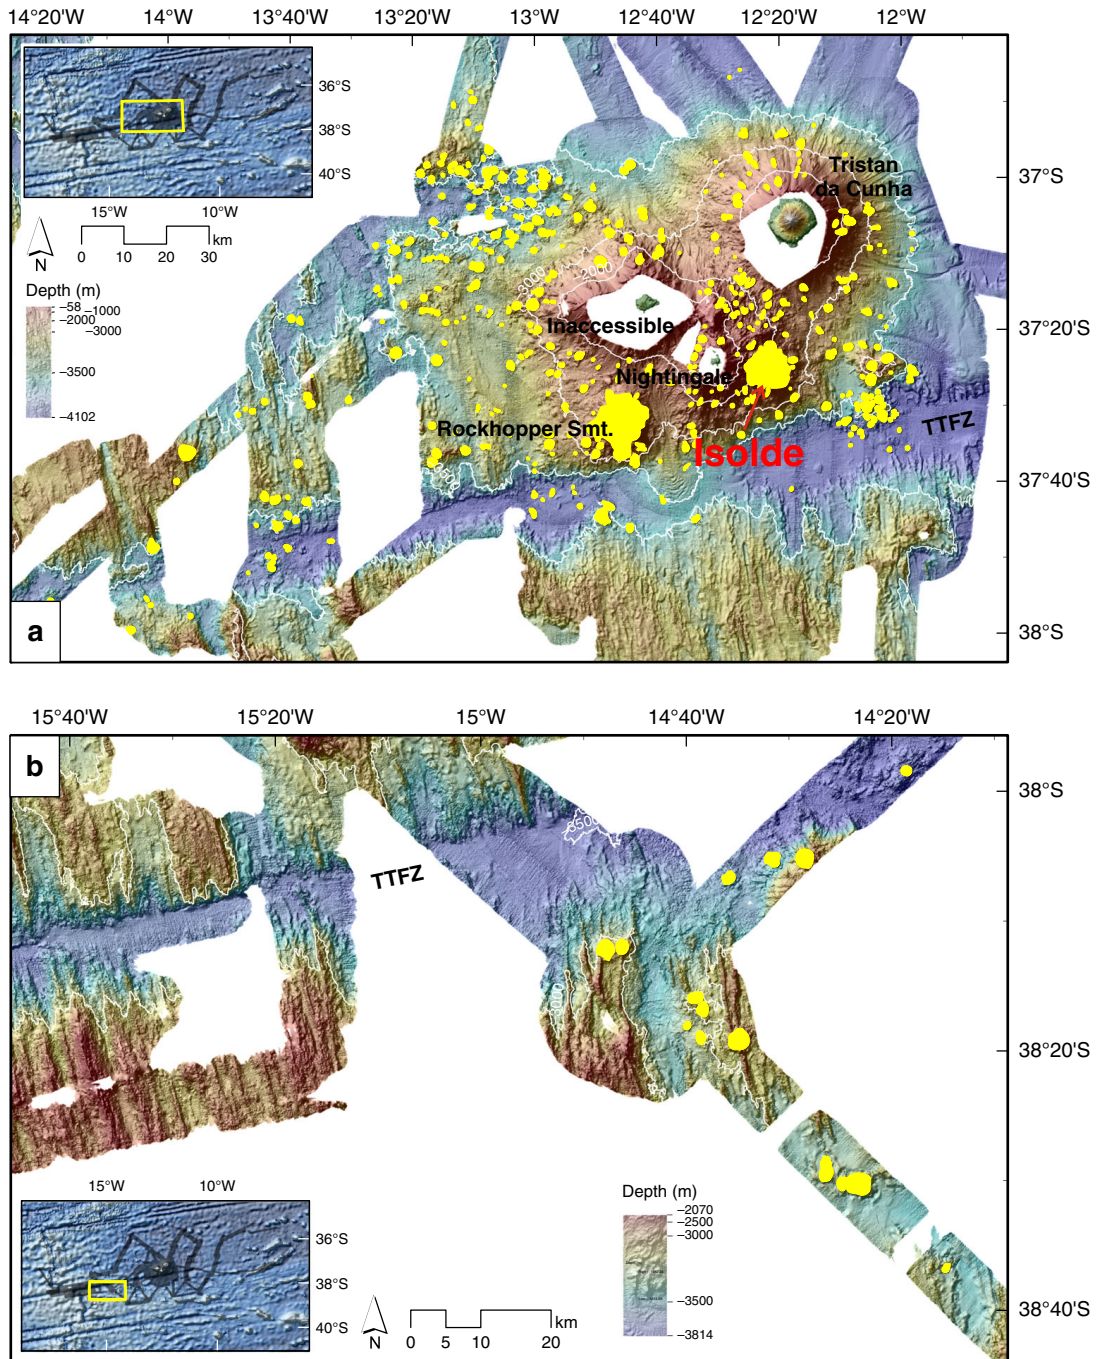 14°20'W 14°W 13°40'W 13°20'W 13°W 12°40'W 12°20'W 12°W
36°S
38°S
40°S
15°W 10°W
N
0 10 20 30
km
Depth (m)
−58
−1000
−2000
−3000
−3500
−4102
Tristan
da Cunha
37°S
3000
−2000
Inaccessible
37°20'S
Nightingale
Rockhopper Smt.
TTFZ
Isolde
37°40'S
a
38°S
15°40'W 15°20'W 15°W 14°40'W 14°20'W
b
38°S
3500
TTFZ
3000
38°20'S
15°W 10°W
36°S
38°S
40°S
N
0 5 10 20
km
Depth (m)
−2070
−2500
−3000
−3500
−3814
38°40'S